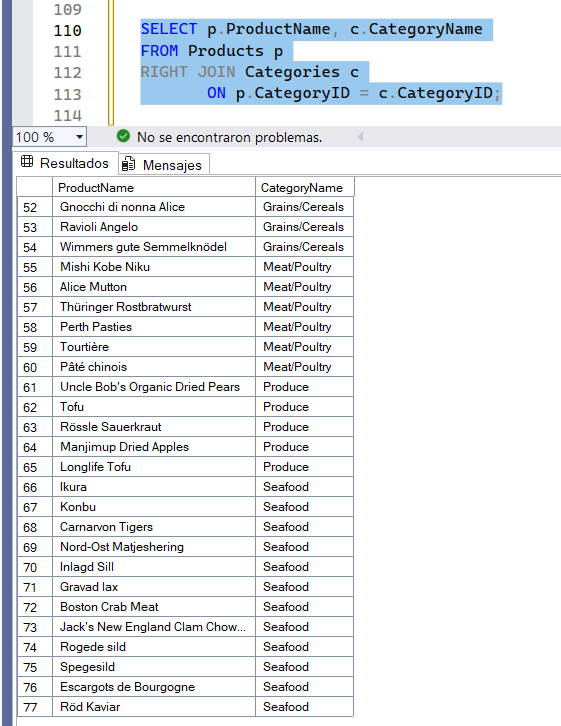 109
110 SELECT p.ProductName, c.CategoryName
111 FROM Products p
112 RIGHT JOIN Categories c
113 ON p.CategoryID = c.CategoryID;
114
100 % No se encontraron problemas.
Resultados Mensajes
ProductName CategoryName
52 Gnocchi di nonna Alice Grains/Cereals
53 Ravioli Angelo Grains/Cereals
54 Wimmers gute Semmelknödel Grains/Cereals
55 Mishi Kobe Niku Meat/Poultry
56 Alice Mutton Meat/Poultry
57 Thüringer Rostbratwurst Meat/Poultry
58 Perth Pasties Meat/Poultry
59 Tourtière Meat/Poultry
60 Pâté chinois Meat/Poultry
61 Uncle Bob's Organic Dried Pears Produce
62 Tofu Produce
63 Rössle Sauerkraut Produce
64 Manjimup Dried Apples Produce
65 Longlife Tofu Produce
66 Ikura Seafood
67 Konbu Seafood
68 Carnarvon Tigers Seafood
69 Nord-Ost Matjeshering Seafood
70 Inlagd Sill Seafood
71 Gravad lax Seafood
72 Boston Crab Meat Seafood
73 Jack's New England Clam Chow... Seafood
74 Rogede sild Seafood
75 Spegesild Seafood
76 Escargots de Bourgogne Seafood
77 Röd Kaviar Seafood